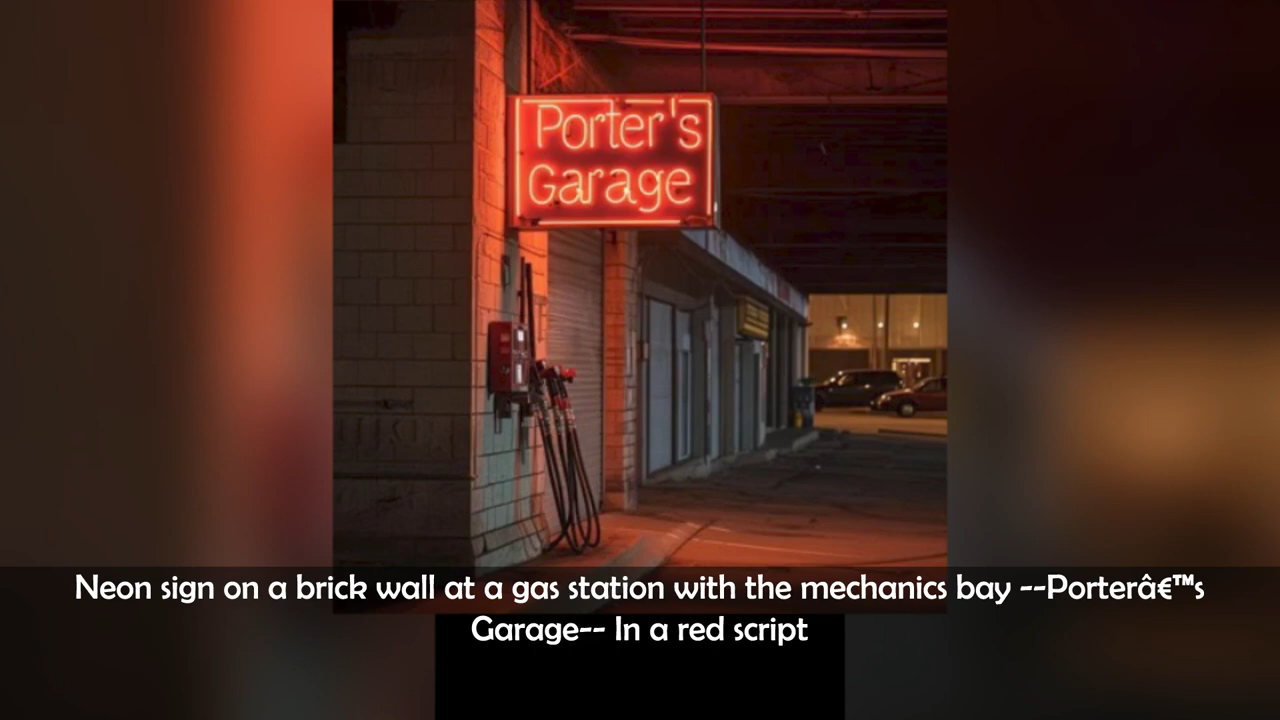 Porter's
Garage
Neon sign on a brick wall at a gas station with the mechanics bay --Porterâ€™s
Garage-- In a red script